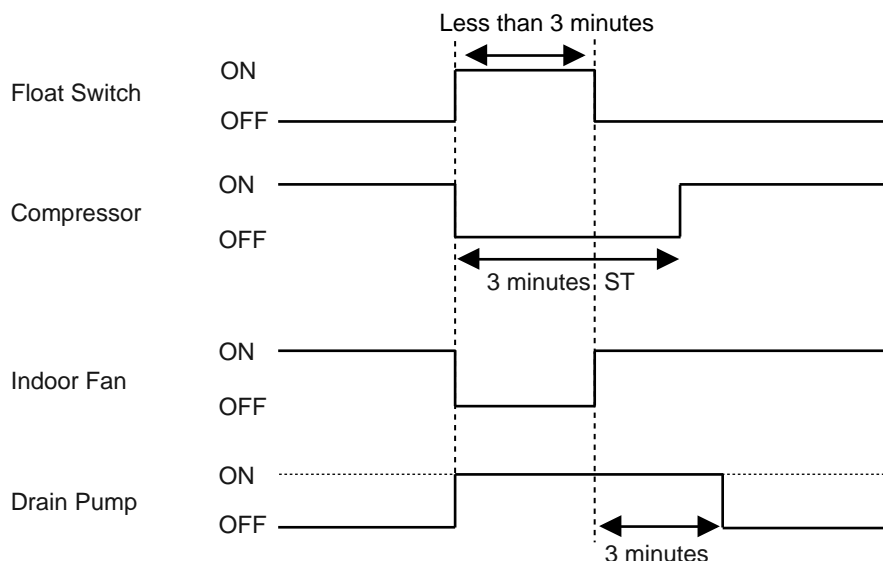 Less than 3 minutes
Float Switch
ON
OFF
Compressor
ON
OFF
3 minutes ST
Indoor Fan
ON
OFF
Drain Pump
ON
OFF
3 minutes